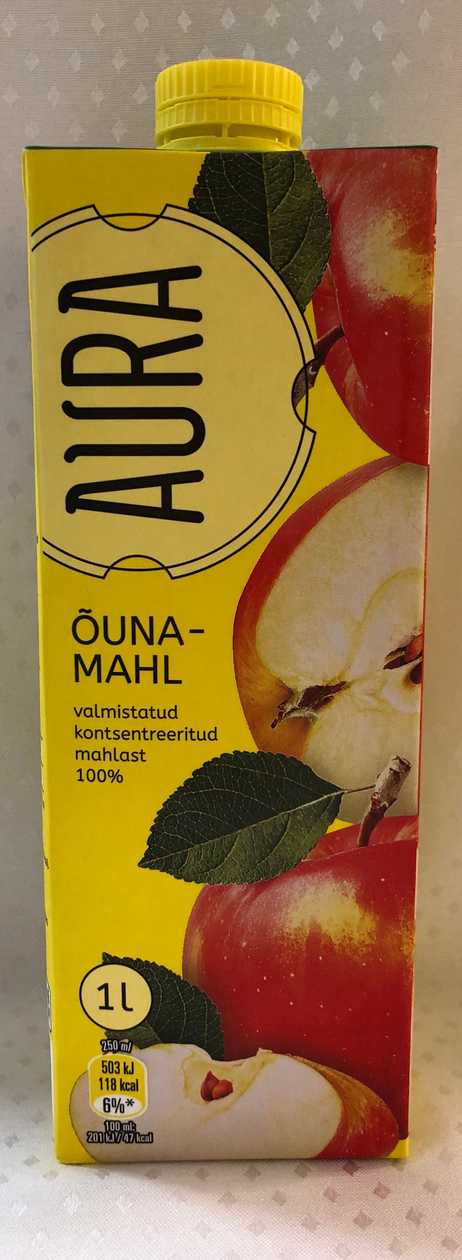 AURA
ÕUNA-
MAHL
valmistatud
kontsentreeritud
mahlast
100%
1l
250 ml
503 kJ
118 kcal
6%*
100 ml:
201 kJ / 47 kcal